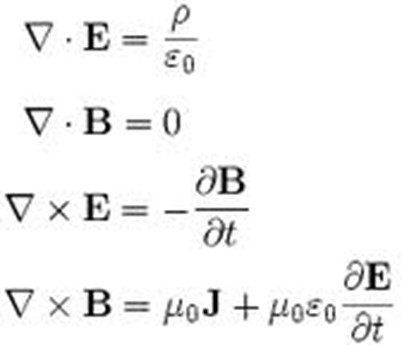 ∇ · 𝐄 = ρ/ε₀
∇ · 𝐁 = 0
∇ × 𝐄 = −∂𝐁/∂t
∇ × 𝐁 = μ₀𝐉 + μ₀ε₀ ∂𝐄/∂t